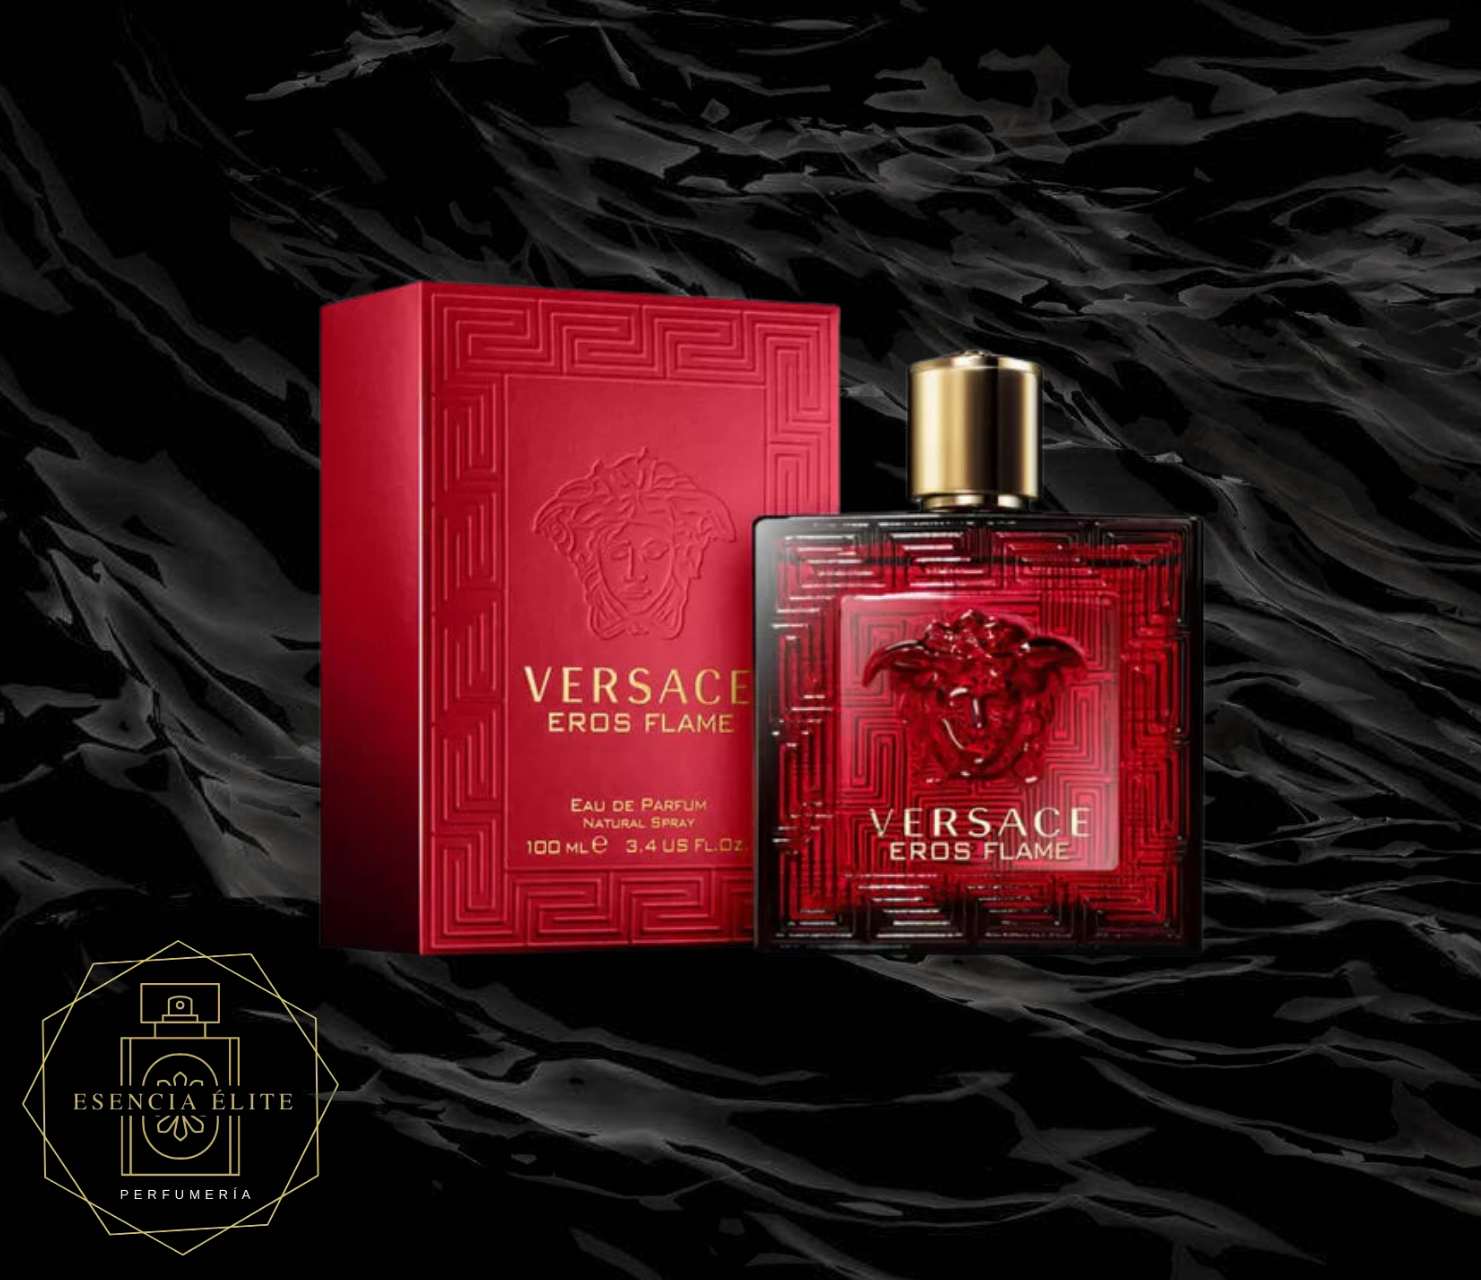 VERSACE
EROS FLAME
EAU DE PARFUM
NATURAL SPRAY
100 ML ℮ 3.4 US FL.OZ.
VERSACE
EROS FLAME
ESENCIA ÉLITE
PERFUMERÍA